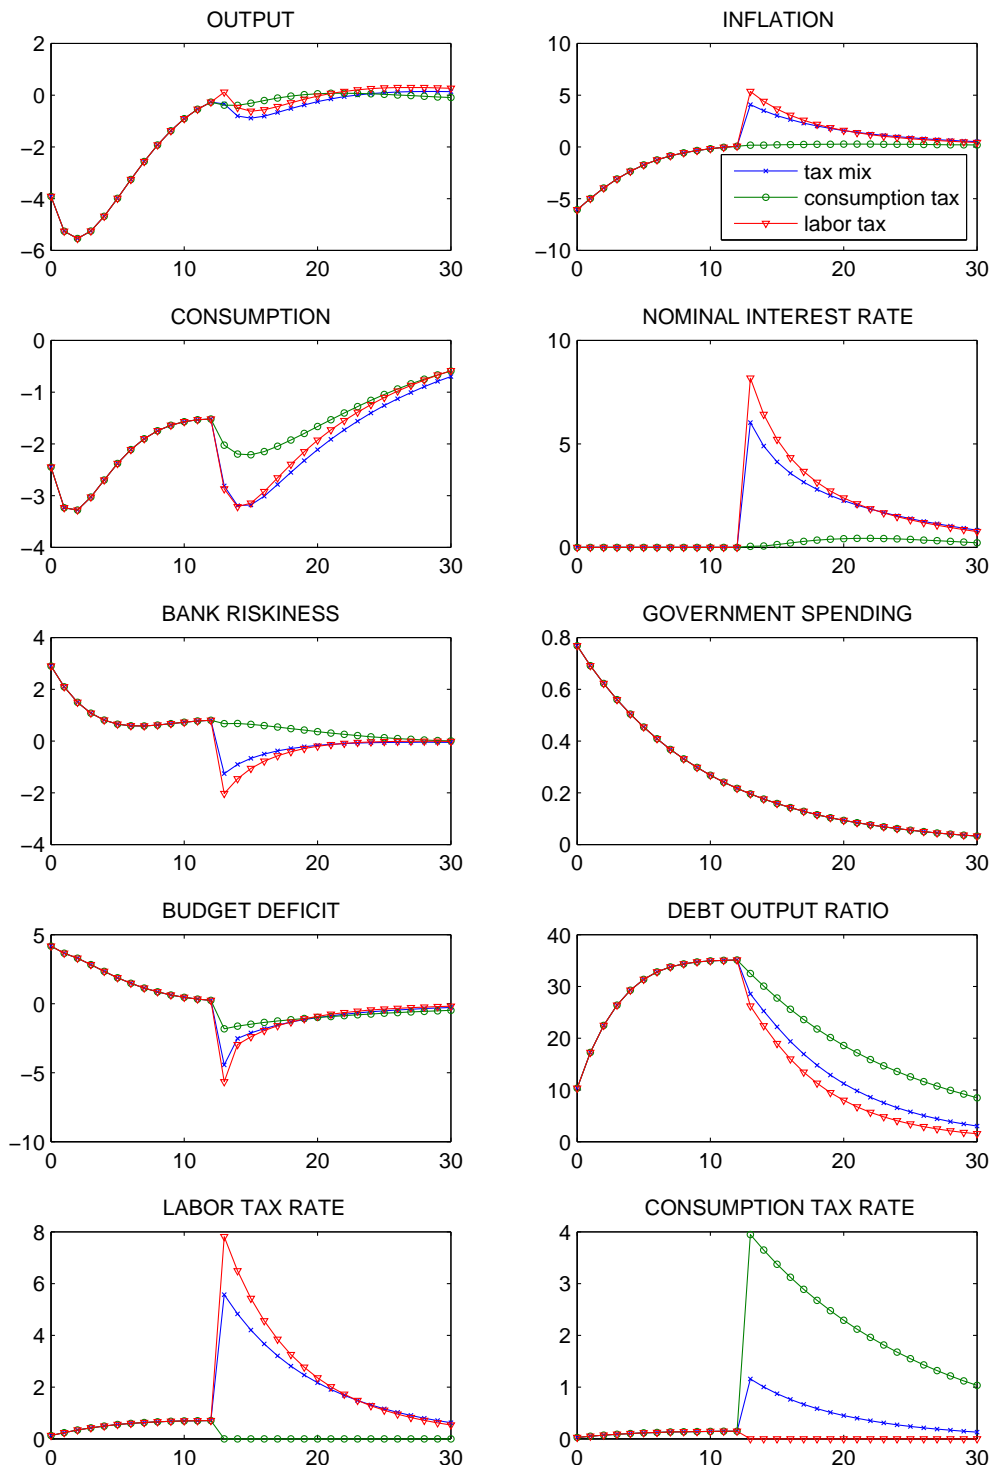 OUTPUT
2
0
−2
−4
−6
0 10 20 30
INFLATION
10
5
0
−5
−10
0 10 20 30
tax mix
consumption tax
labor tax
CONSUMPTION
0
−1
−2
−3
−4
0 10 20 30
NOMINAL INTEREST RATE
10
5
0
0 10 20 30
BANK RISKINESS
4
2
0
−2
−4
0 10 20 30
GOVERNMENT SPENDING
0.8
0.6
0.4
0.2
0
0 10 20 30
BUDGET DEFICIT
5
0
−5
−10
0 10 20 30
DEBT OUTPUT RATIO
40
30
20
10
0
0 10 20 30
LABOR TAX RATE
8
6
4
2
0
0 10 20 30
CONSUMPTION TAX RATE
4
3
2
1
0
0 10 20 30